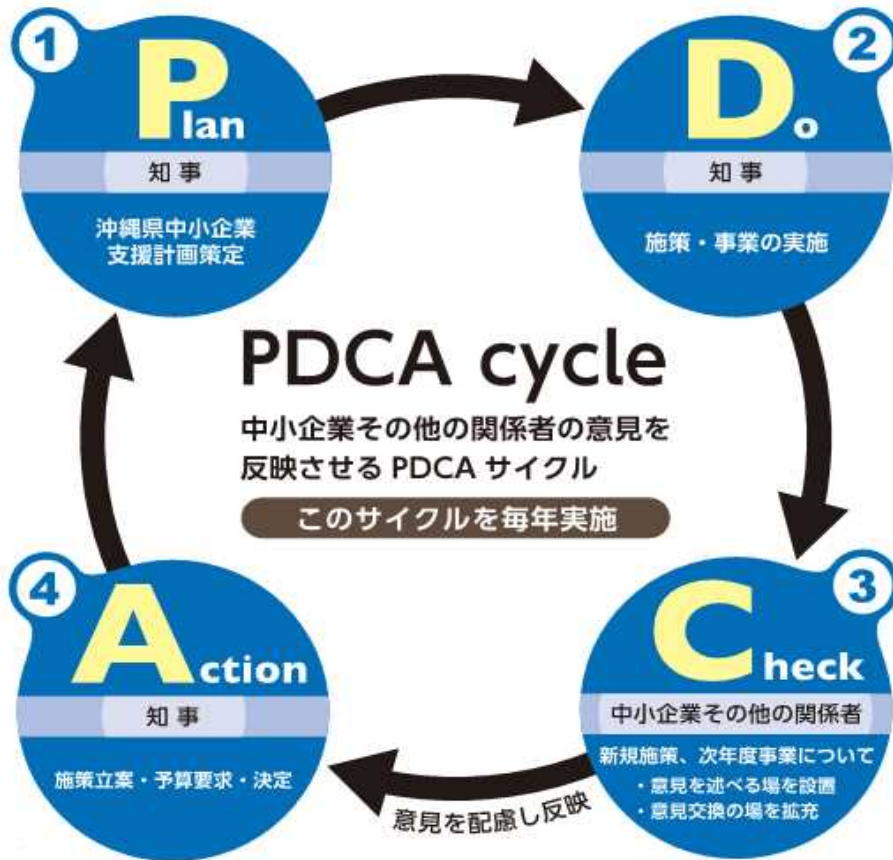 1
Plan
知事
沖縄県中小企業
支援計画策定
2
Do
知事
施策・事業の実施
PDCA cycle
中小企業その他の関係者の意見を
反映させる PDCA サイクル
このサイクルを毎年実施
3
Check
中小企業その他の関係者
新規施策、次年度事業について
・意見を述べる場を設置
・意見交換の場を拡充
意見を配慮し反映
4
Action
知事
施策立案・予算要求・決定